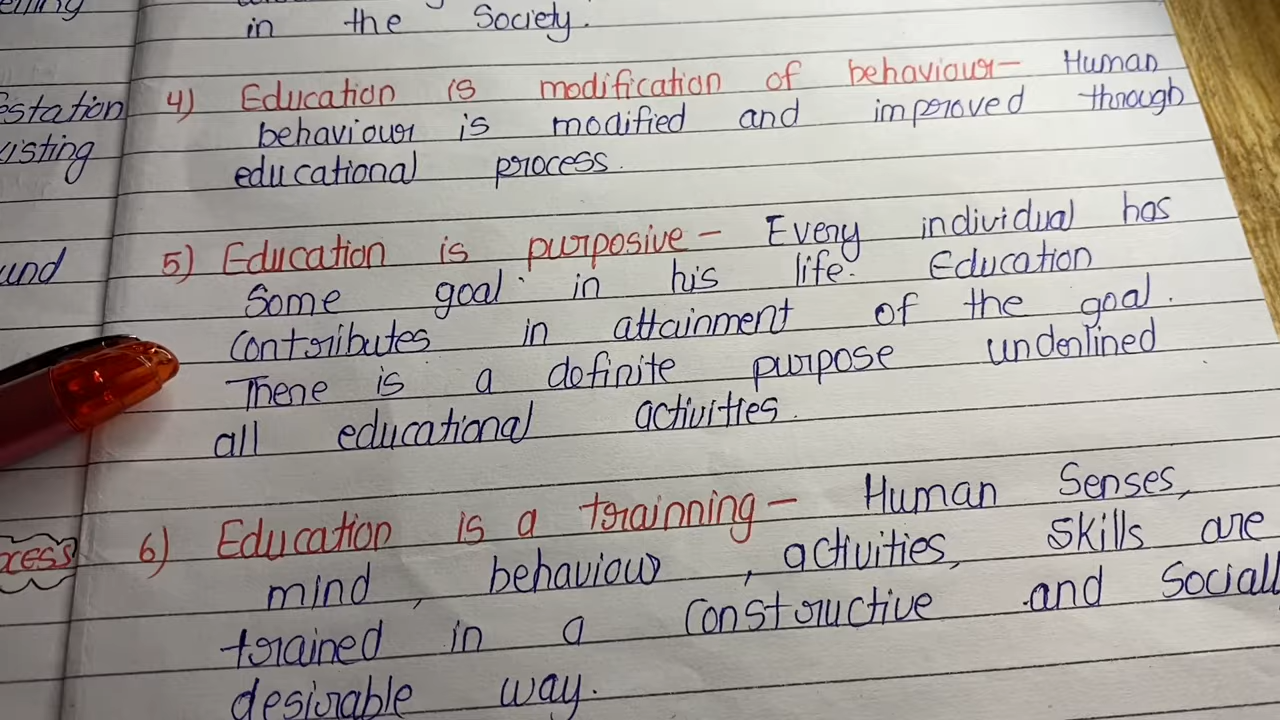 in the Society.
4) Education is modification of behaviour- Human
behaviour is modified and improved through
educational process.
5) Education is purposive- Every individual has
Some goal in his life. Education
Contributes in attainment of the goal.
There is a definite purpose underlined
all educational activities.
6) Education is a trainning- Human Senses,
mind, behaviour, activities, skills are
trained in a constructive and Social
desirable way.